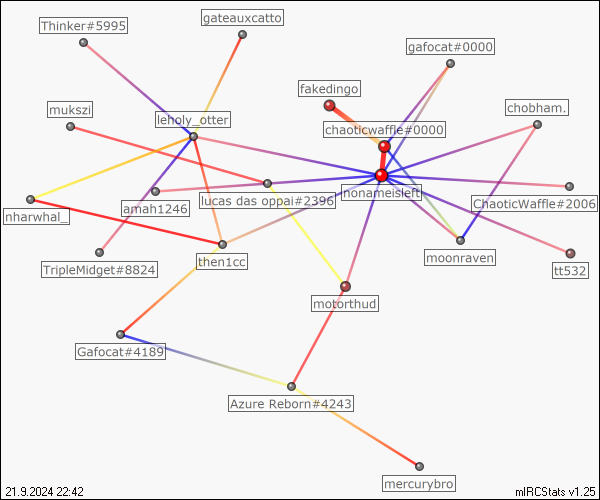 gateauxcatto
Thinker#5995
gafocat#0000
fakedingo
mukszi
chobham.
leholy_otter
chaoticwaffle#0000
nonameisleft
lucas das oppai#2396
amah1246
ChaoticWaffle#2006
nharwhal_
moonraven
then1cc
TripleMidget#8824
tt532
motorthud
Gafocat#4189
Azure Reborn#4243
mercurybro
21.9.2024 22:42
mIRCStats v1.25